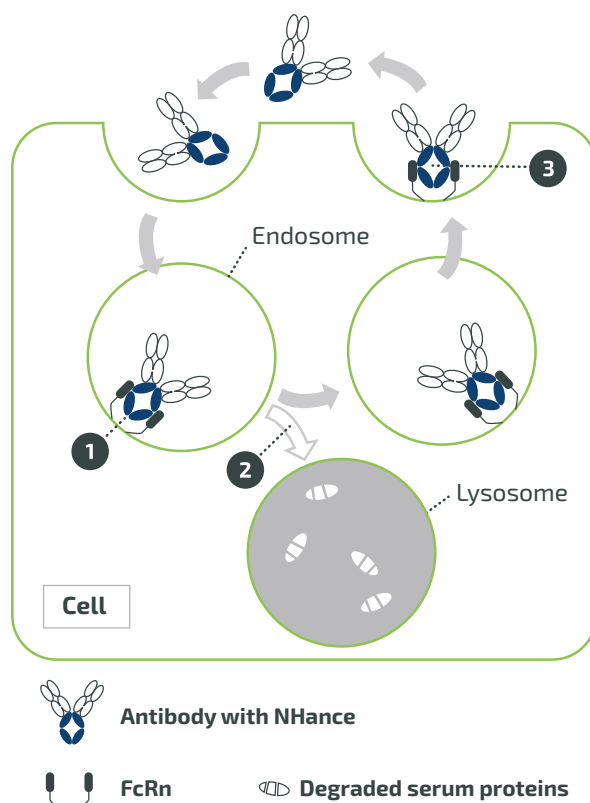 3
Endosome
1
2
Lysosome
Cell
Antibody with NHance
FcRn
Degraded serum proteins